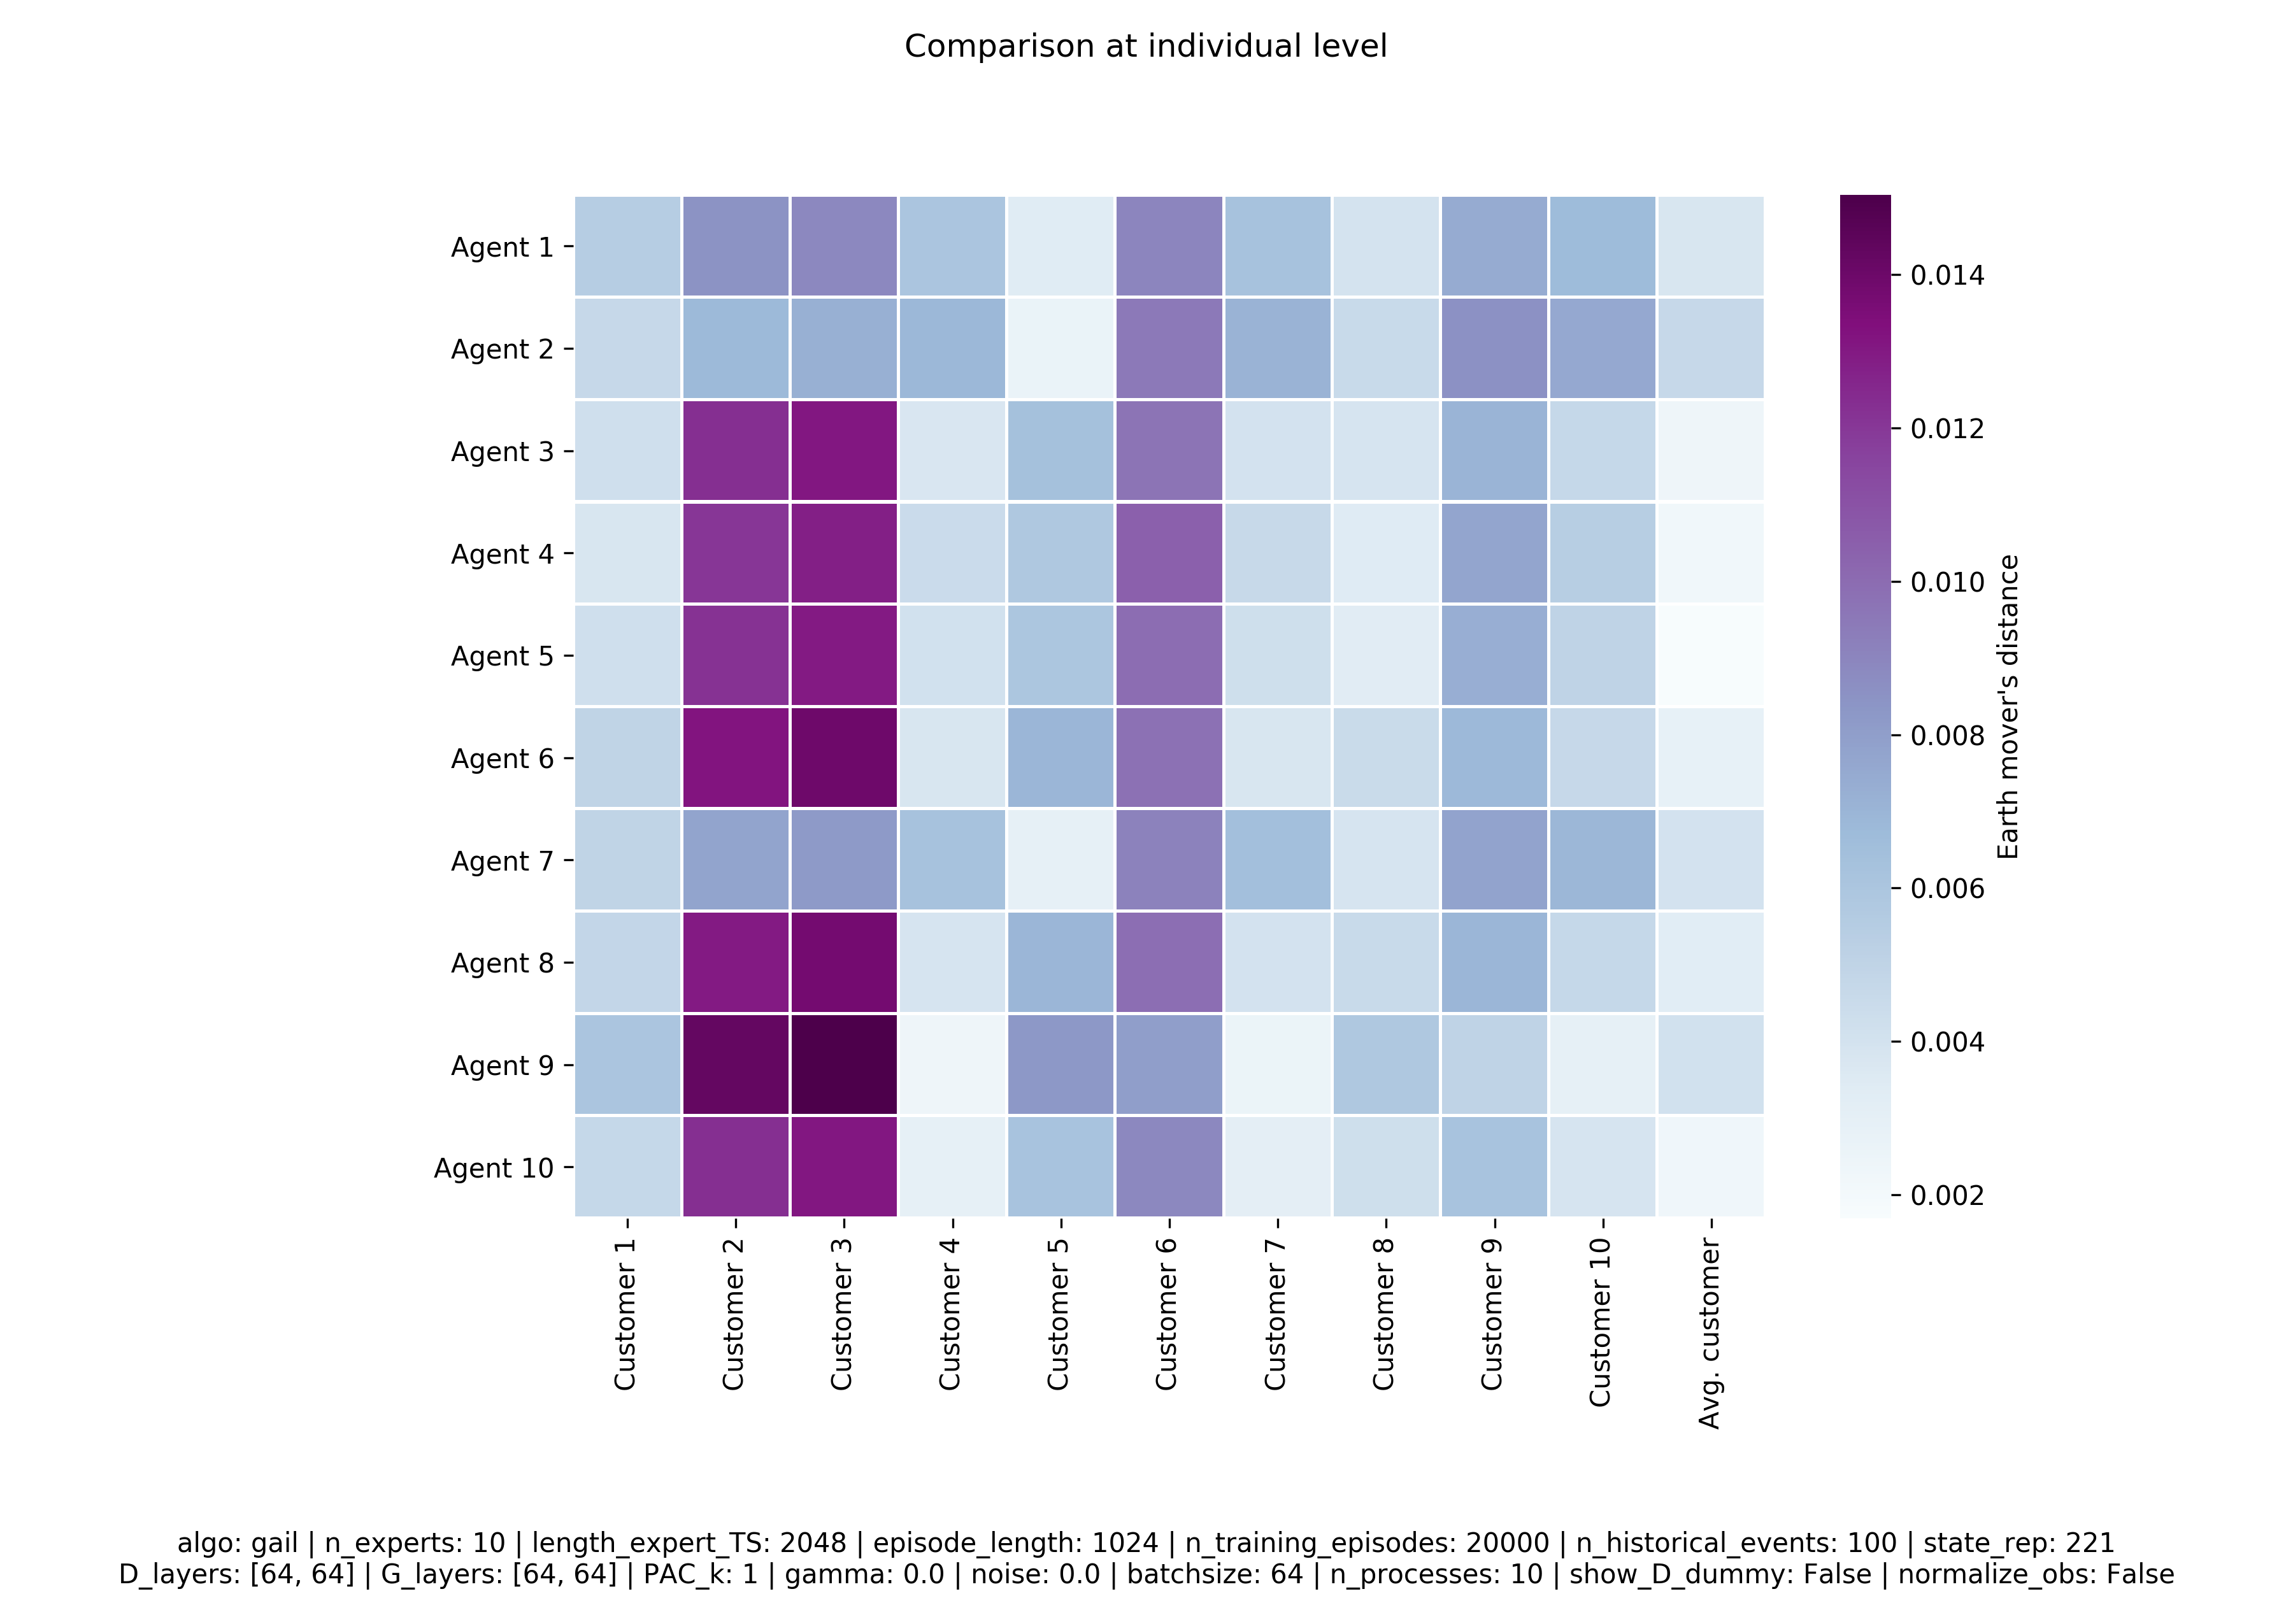 Comparison at individual level
Agent 1
Agent 2
Agent 3
Agent 4
Agent 5
Agent 6
Agent 7
Agent 8
Agent 9
Agent 10
Customer 1
Customer 2
Customer 3
Customer 4
Customer 5
Customer 6
Customer 7
Customer 8
Customer 9
Customer 10
Avg. customer
0.014
0.012
0.010
0.008
0.006
0.004
0.002
Earth mover's distance
algo: gail | n_experts: 10 | length_expert_TS: 2048 | episode_length: 1024 | n_training_episodes: 20000 | n_historical_events: 100 | state_rep: 221
D_layers: [64, 64] | G_layers: [64, 64] | PAC_k: 1 | gamma: 0.0 | noise: 0.0 | batchsize: 64 | n_processes: 10 | show_D_dummy: False | normalize_obs: False